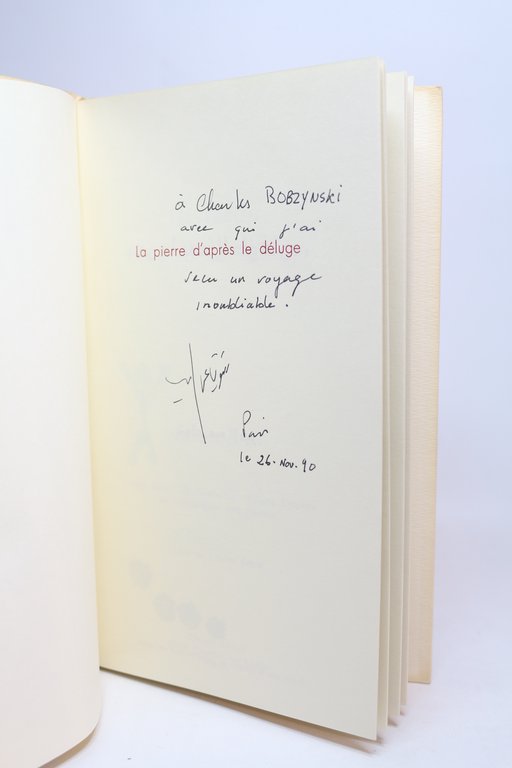 à Charles BOBZYNSKI
avec qui j'ai
La pierre d'après le déluge
vécu un voyage
inoubliable.
Paris
le 26. Nov. 90